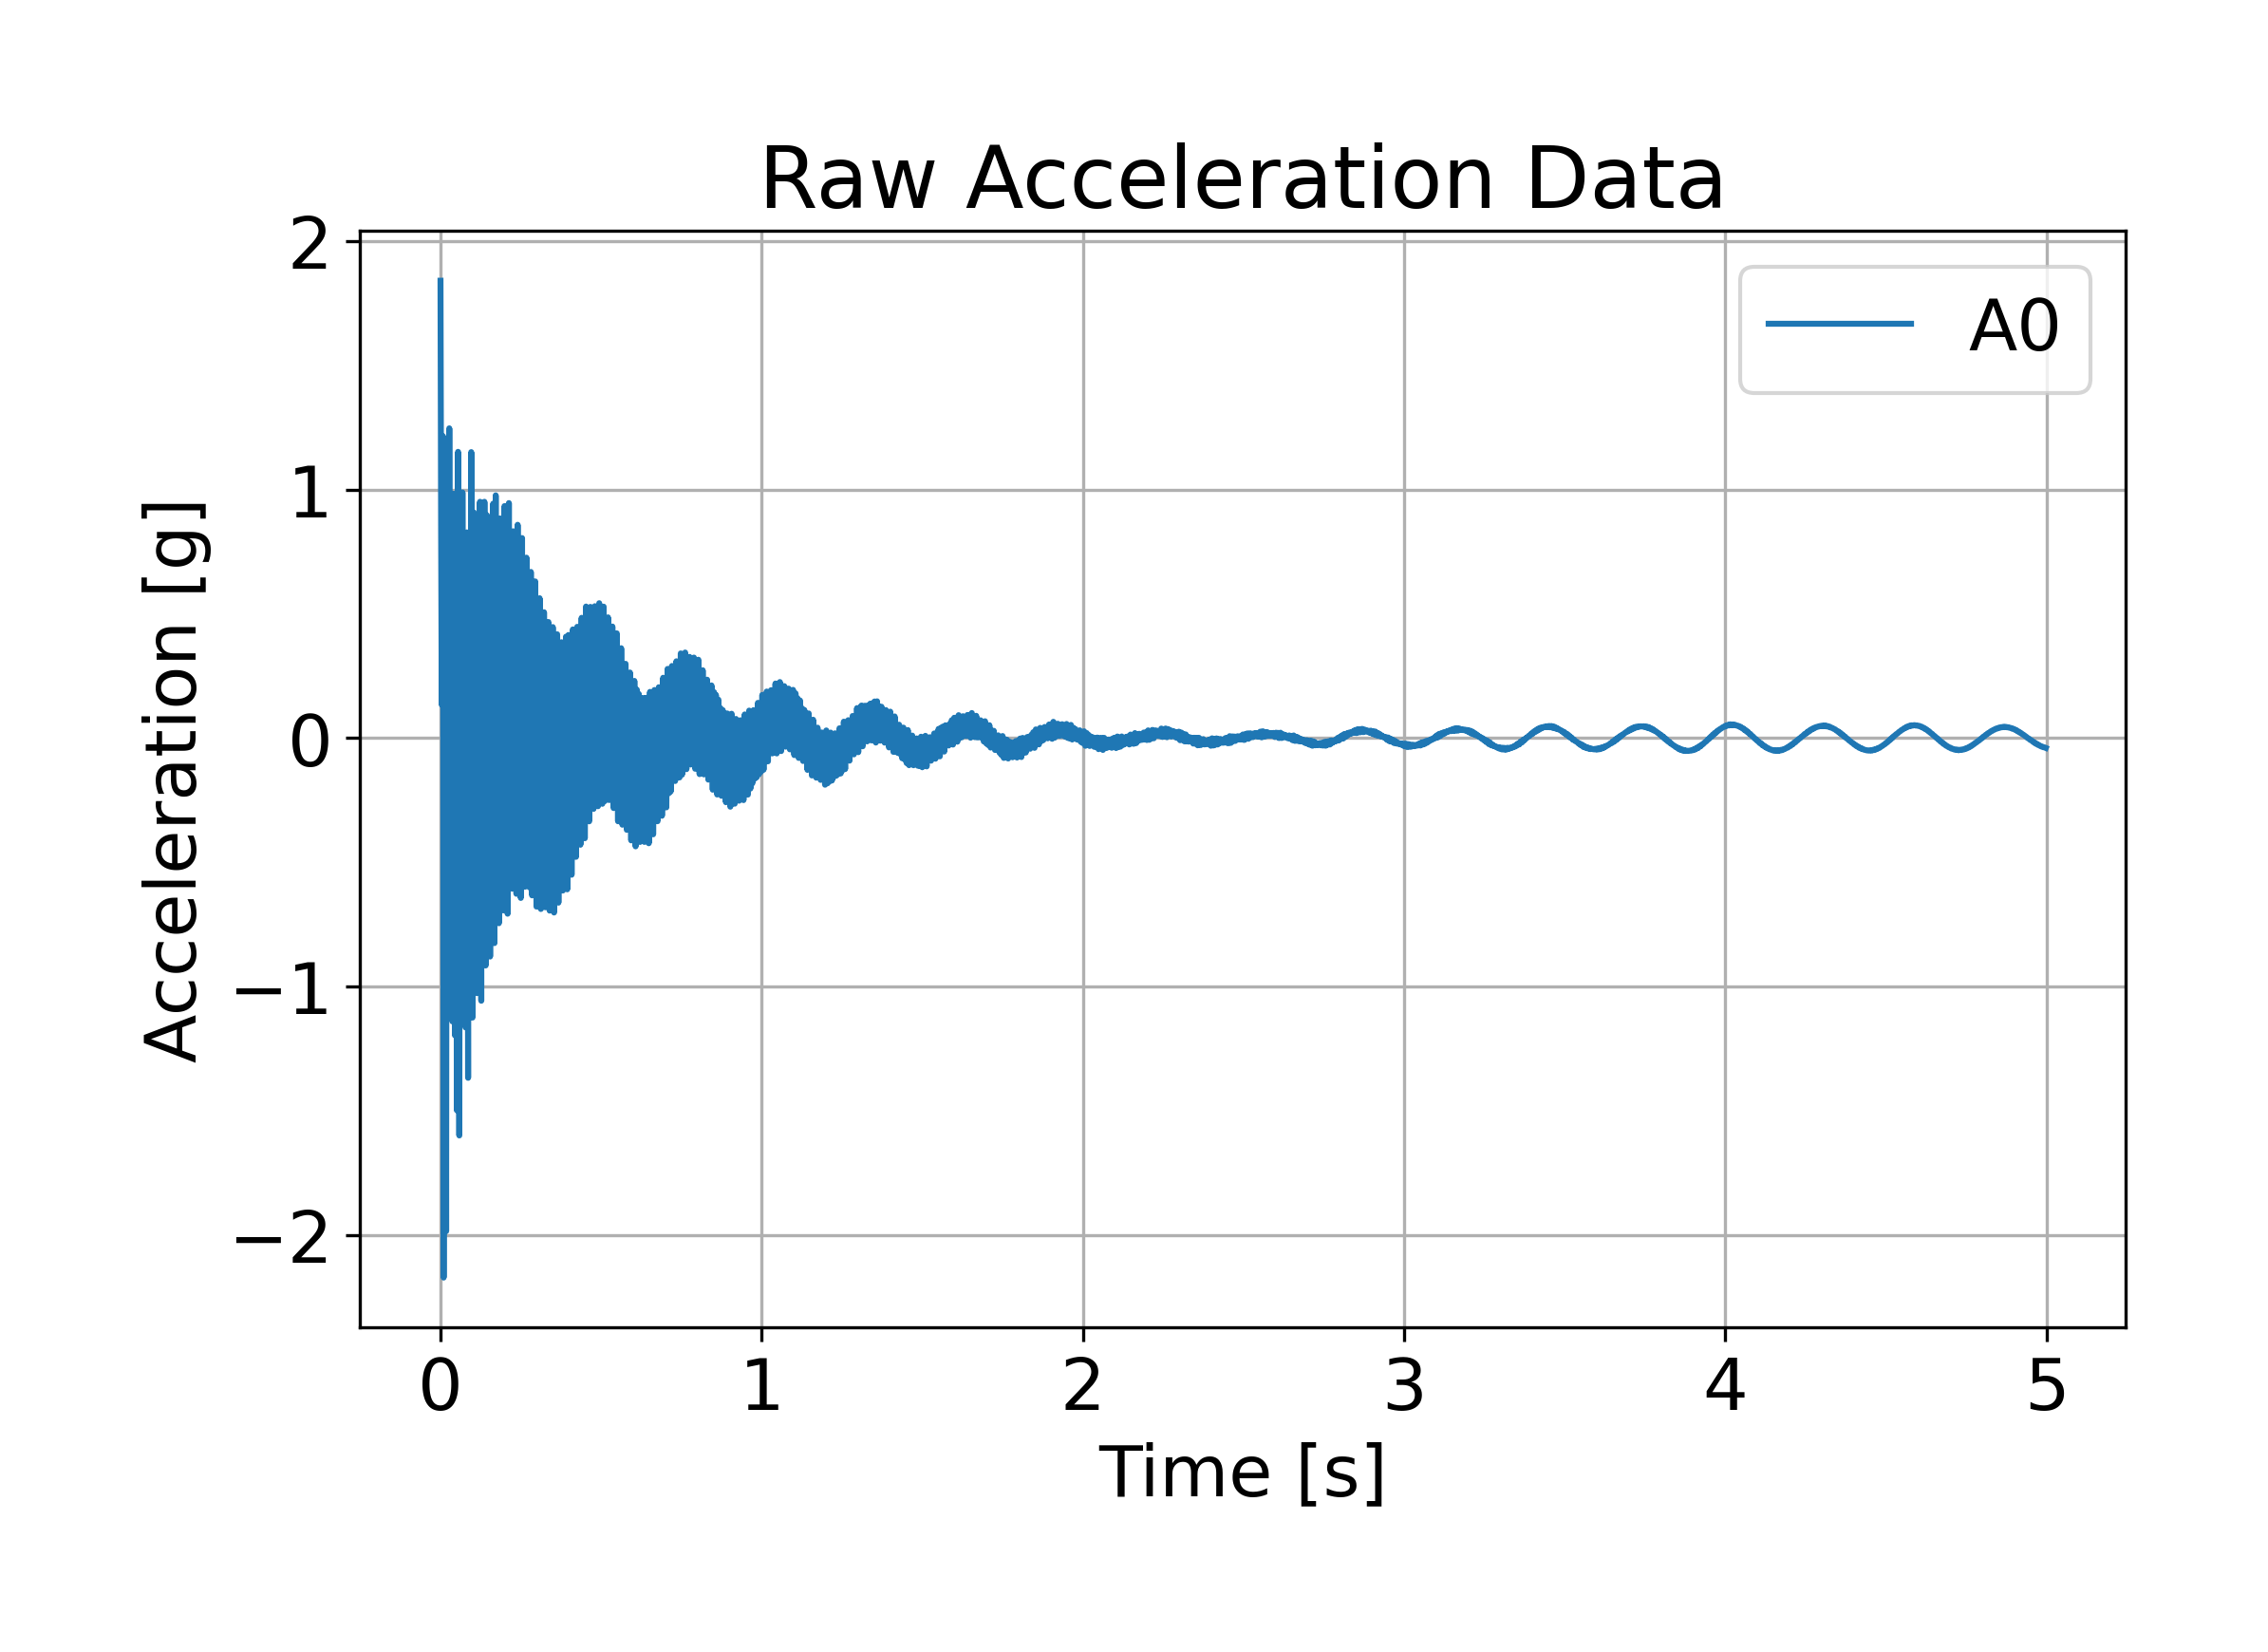 Raw Acceleration Data
A0
2
1
0
−1
−2
Acceleration [g]
0 1 2 3 4 5
Time [s]